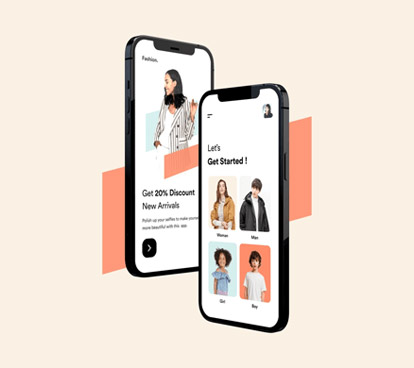 Fashion.
Get 20% Discount
New Arrivals
Polish up your selfies to make yourself
more beautiful with this app
Let's
Get Started !
Woman
Man
Girl
Boy